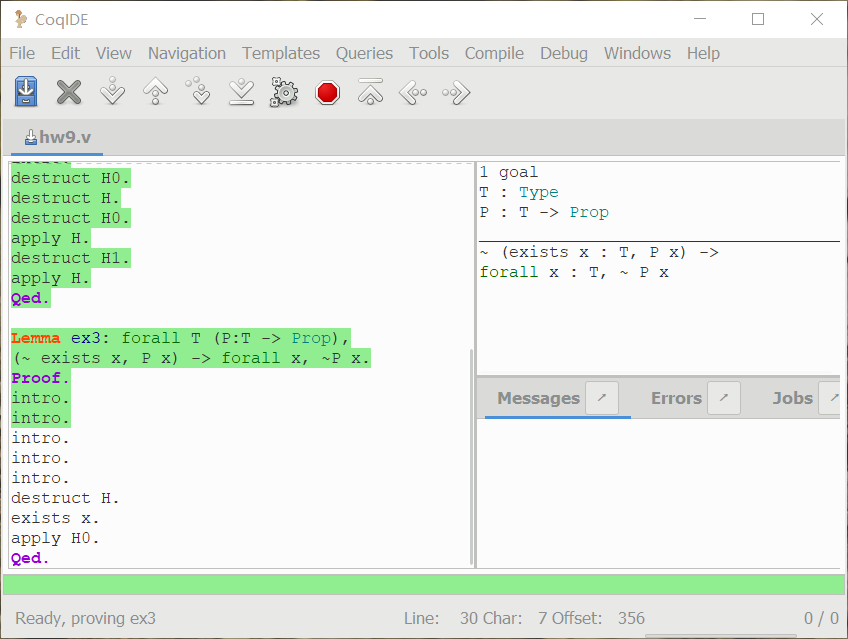 CoqIDE
File Edit View Navigation Templates Queries Tools Compile Debug Windows Help
hw9.v
destruct H0.
destruct H.
destruct H0.
apply H.
destruct H1.
apply H.
Qed.
Lemma ex3: forall T (P:T -> Prop),
(~ exists x, P x) -> forall x, ~P x.
Proof.
intro.
intro.
intro.
intro.
intro.
destruct H.
exists x.
apply H0.
Qed.
1 goal
T : Type
P : T -> Prop
~ (exists x : T, P x) ->
forall x : T, ~ P x
Messages Errors Jobs
Ready, proving ex3 Line: 30 Char: 7 Offset: 356 0 / 0